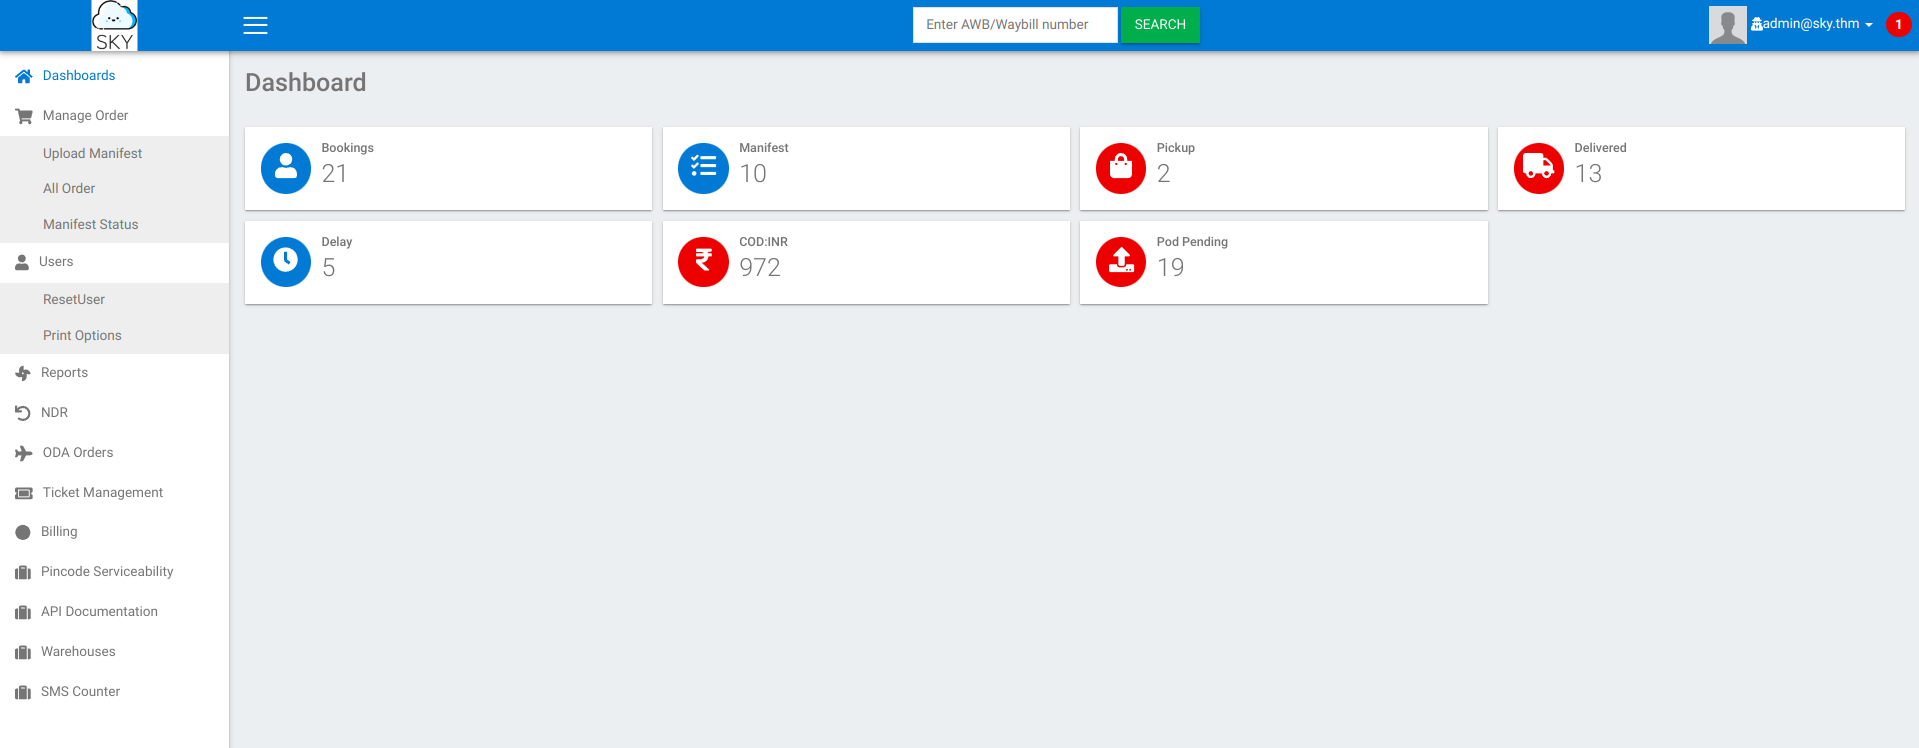 SKY
Enter AWB/Waybill number
SEARCH
admin@sky.thm
1
Dashboards
Manage Order
Upload Manifest
All Order
Manifest Status
Users
ResetUser
Print Options
Reports
NDR
ODA Orders
Ticket Management
Billing
Pincode Serviceability
API Documentation
Warehouses
SMS Counter
Dashboard
Bookings
21
Manifest
10
Pickup
2
Delivered
13
Delay
5
COD:INR
972
Pod Pending
19